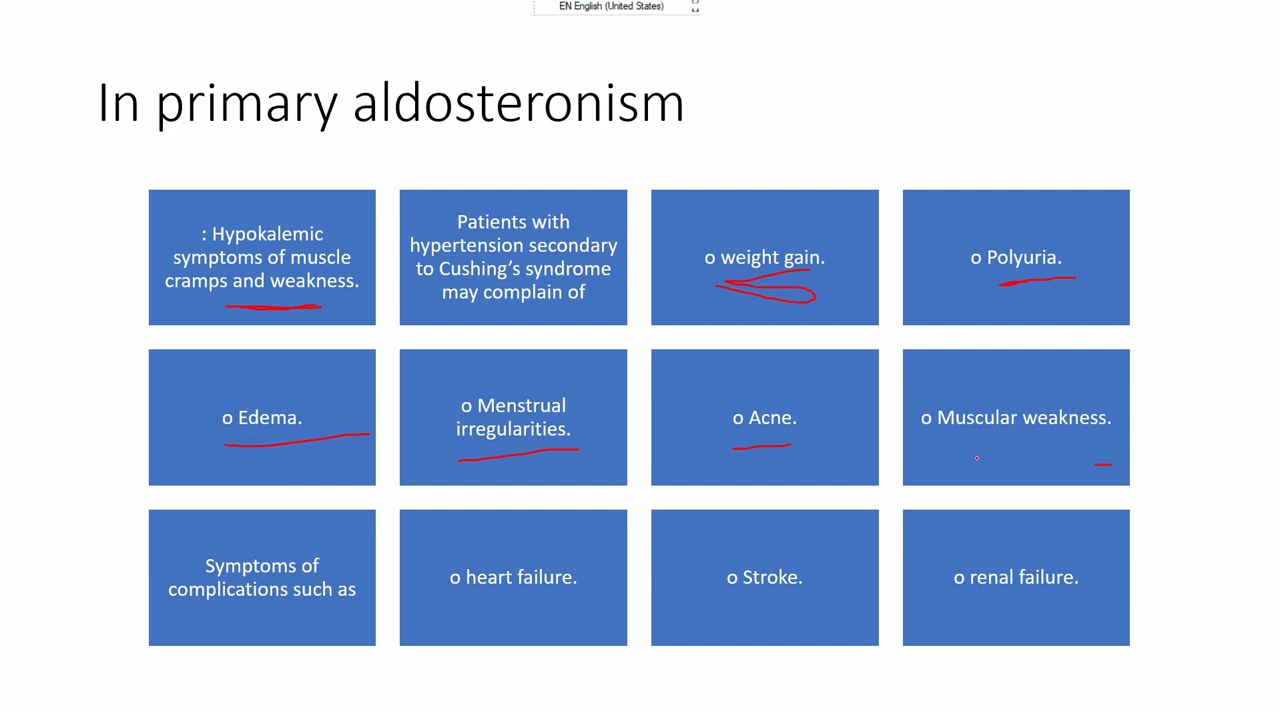 EN English (United States)
In primary aldosteronism
: Hypokalemic
symptoms of muscle
cramps and weakness.
Patients with
hypertension secondary
to Cushing’s syndrome
may complain of
o weight gain.
o Polyuria.
o Edema.
o Menstrual
irregularities.
o Acne.
o Muscular weakness.
Symptoms of
complications such as
o heart failure.
o Stroke.
o renal failure.